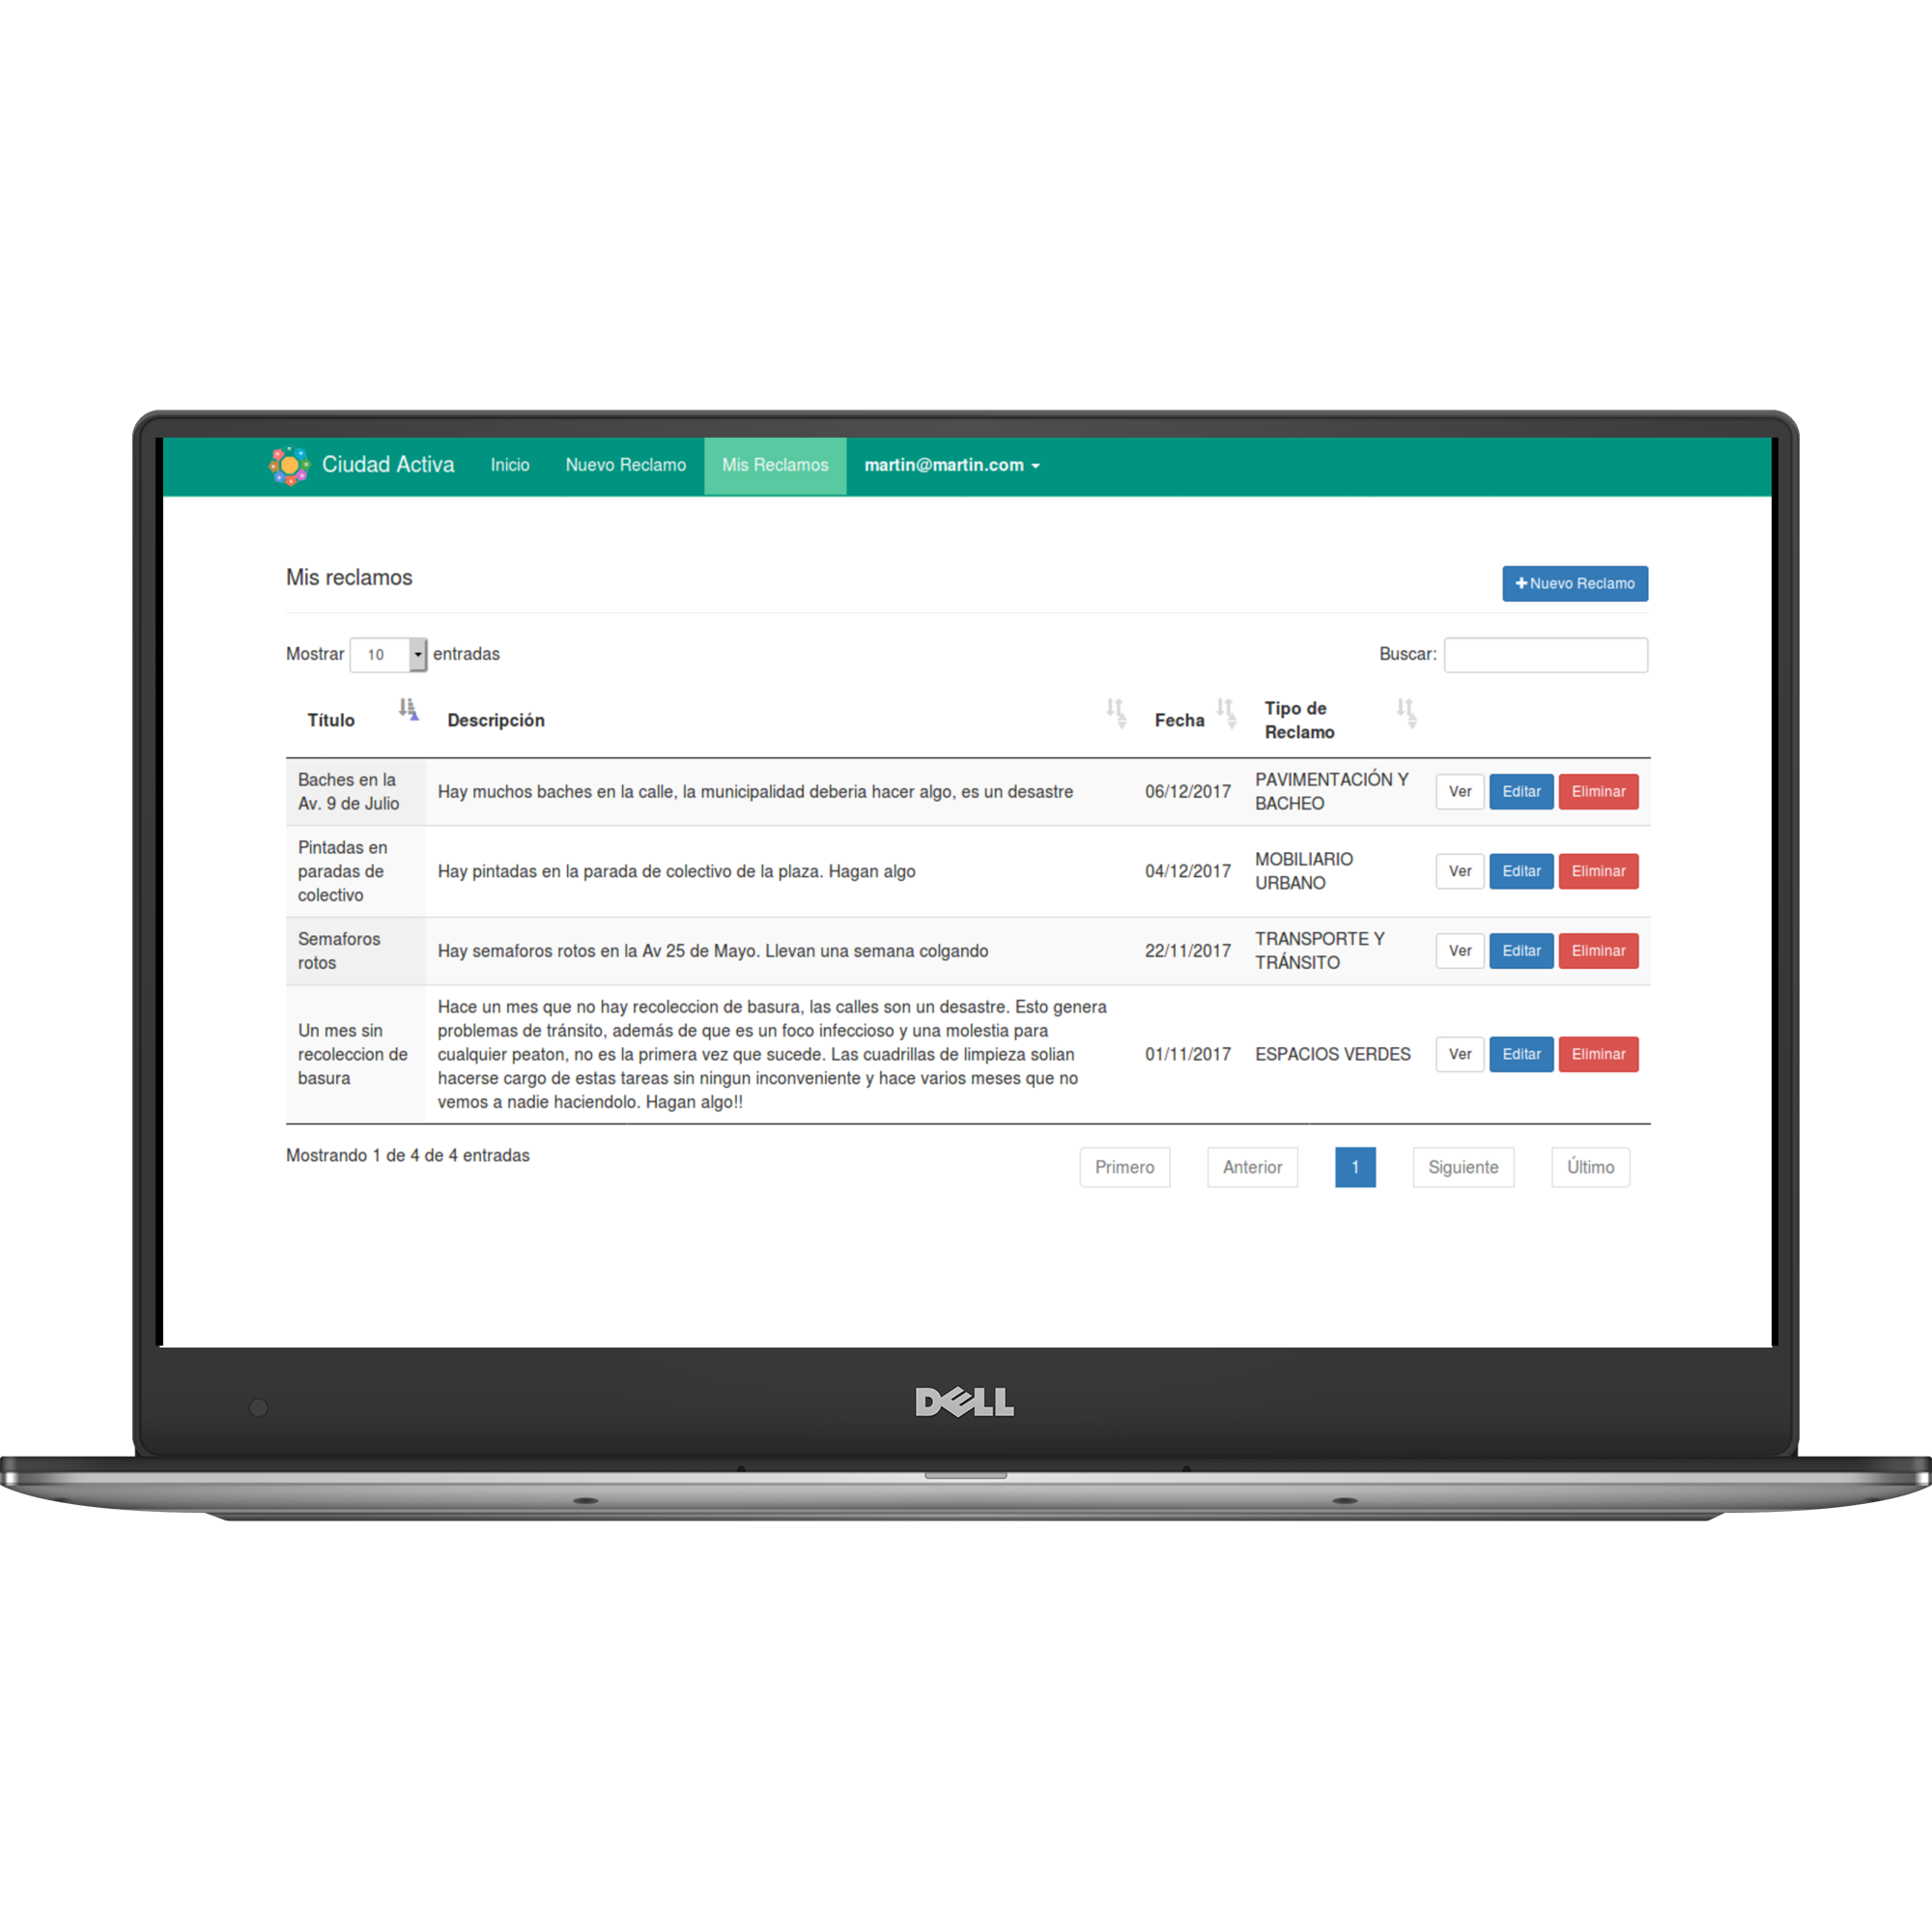 Ciudad Activa Inicio Nuevo Reclamo Mis Reclamos martin@martin.com
Mis reclamos
Nuevo Reclamo
Mostrar 10 entradas
Buscar:
Título Descripción Fecha Tipo de
Reclamo
Baches en la
Av. 9 de Julio
Hay muchos baches en la calle, la municipalidad deberia hacer algo, es un desastre
06/12/2017
PAVIMENTACIÓN Y
BACHEO
Ver Editar Eliminar
Pintadas en
paradas de
colectivo
Hay pintadas en la parada de colectivo de la plaza. Hagan algo
04/12/2017
MOBILIARIO
URBANO
Ver Editar Eliminar
Semaforos
rotos
Hay semaforos rotos en la Av 25 de Mayo. Llevan una semana colgando
22/11/2017
TRANSPORTE Y
TRÁNSITO
Ver Editar Eliminar
Un mes sin
recoleccion de
basura
Hace un mes que no hay recoleccion de basura, las calles son un desastre. Esto genera
problemas de tránsito, además de que es un foco infeccioso y una molestia para
cualquier peaton, no es la primera vez que sucede. Las cuadrillas de limpieza solian
hacerse cargo de estas tareas sin ningun inconveniente y hace varios meses que no
vemos a nadie haciendolo. Hagan algo!!
01/11/2017
ESPACIOS VERDES
Ver Editar Eliminar
Mostrando 1 de 4 de 4 entradas
Primero Anterior 1 Siguiente Último
DELL